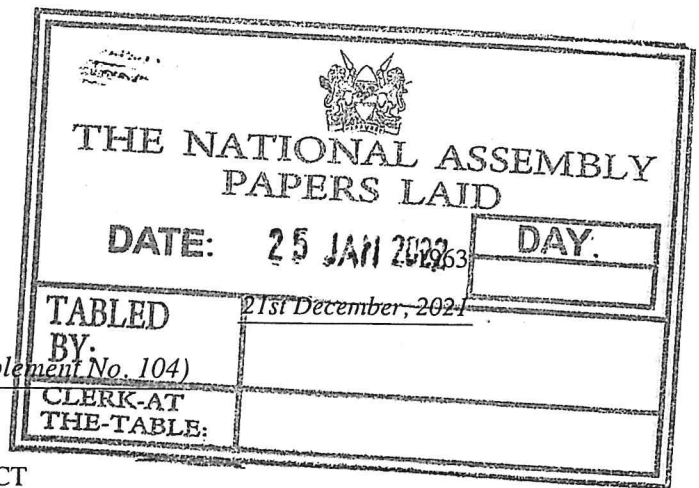 THE NATIONAL ASSEMBLY
PAPERS LAID
DATE: 25 JAN 2022 DAY:
963
21st December, 2021
TABLED
BY:
plement No. 104)
CLERK-AT
THE-TABLE:
CT